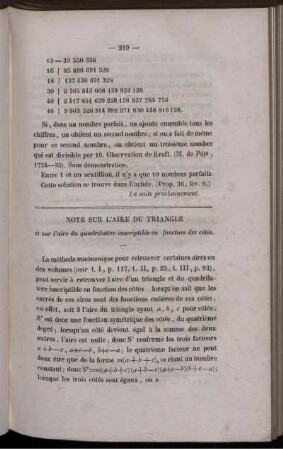 — 219 —
12 — 33 550 336
16 | 85 898 691 328
18 | 137 438 691 328
39 | 2 505 843 008 139 952 128
40 | 2 417 854 639 228 158 837 784 756
46 | 9 903 520 314 282 971 830 448 816 128.
Si, dans un nombre parfait, on ajoute ensemble tous les
chiffres, on obtient un second nombre; si on a fait de même
pour ce second nombre, on obtient un troisième nombre
qui est divisible par 10. Observation de Kraft. (M. de Pét.,
1734—35). Sans démonstration.
Entre 1 et un sextillion, il n'y a que 10 nombres parfaits.
Cette solution se trouve dans Euclide. (Prop. 36, liv. 9.)
La suite prochainement.
NOTE SUR L'AIRE DU TRIANGLE
et sur l'aire du quadrilatère inscriptible en fonction des côtés.
La méthode mnémonique pour retrouver certaines aires ou
des volumes (voir t. I, p. 117, t. II, p. 25, t. III, p. 93),
peut servir à retrouver l'aire d'un triangle et du quadrila-
tère inscriptible en fonction des côtés lorsqu'on sait que les
carrés de ces aires sont des fonctions entières de ces côtés.
en effet, soit S l'aire du triangle ayant a, b, c pour côtés;
S² est donc une fonction symétrique des côtés, du quatrième
degré; lorsqu'un côté devient égal à la somme des deux
autres, l'aire est nulle; donc S² renferme les trois facteurs
a+b—c, a+c—b, b+c—a; le quatrième facteur ne peut
donc être que de la forme m(a+b+c), m étant un nombre
constant; donc S²=m(a+b+c)(a+b—c)(a+c—b)(b+c—a);
lorsque les trois côtés sont égaux, on a